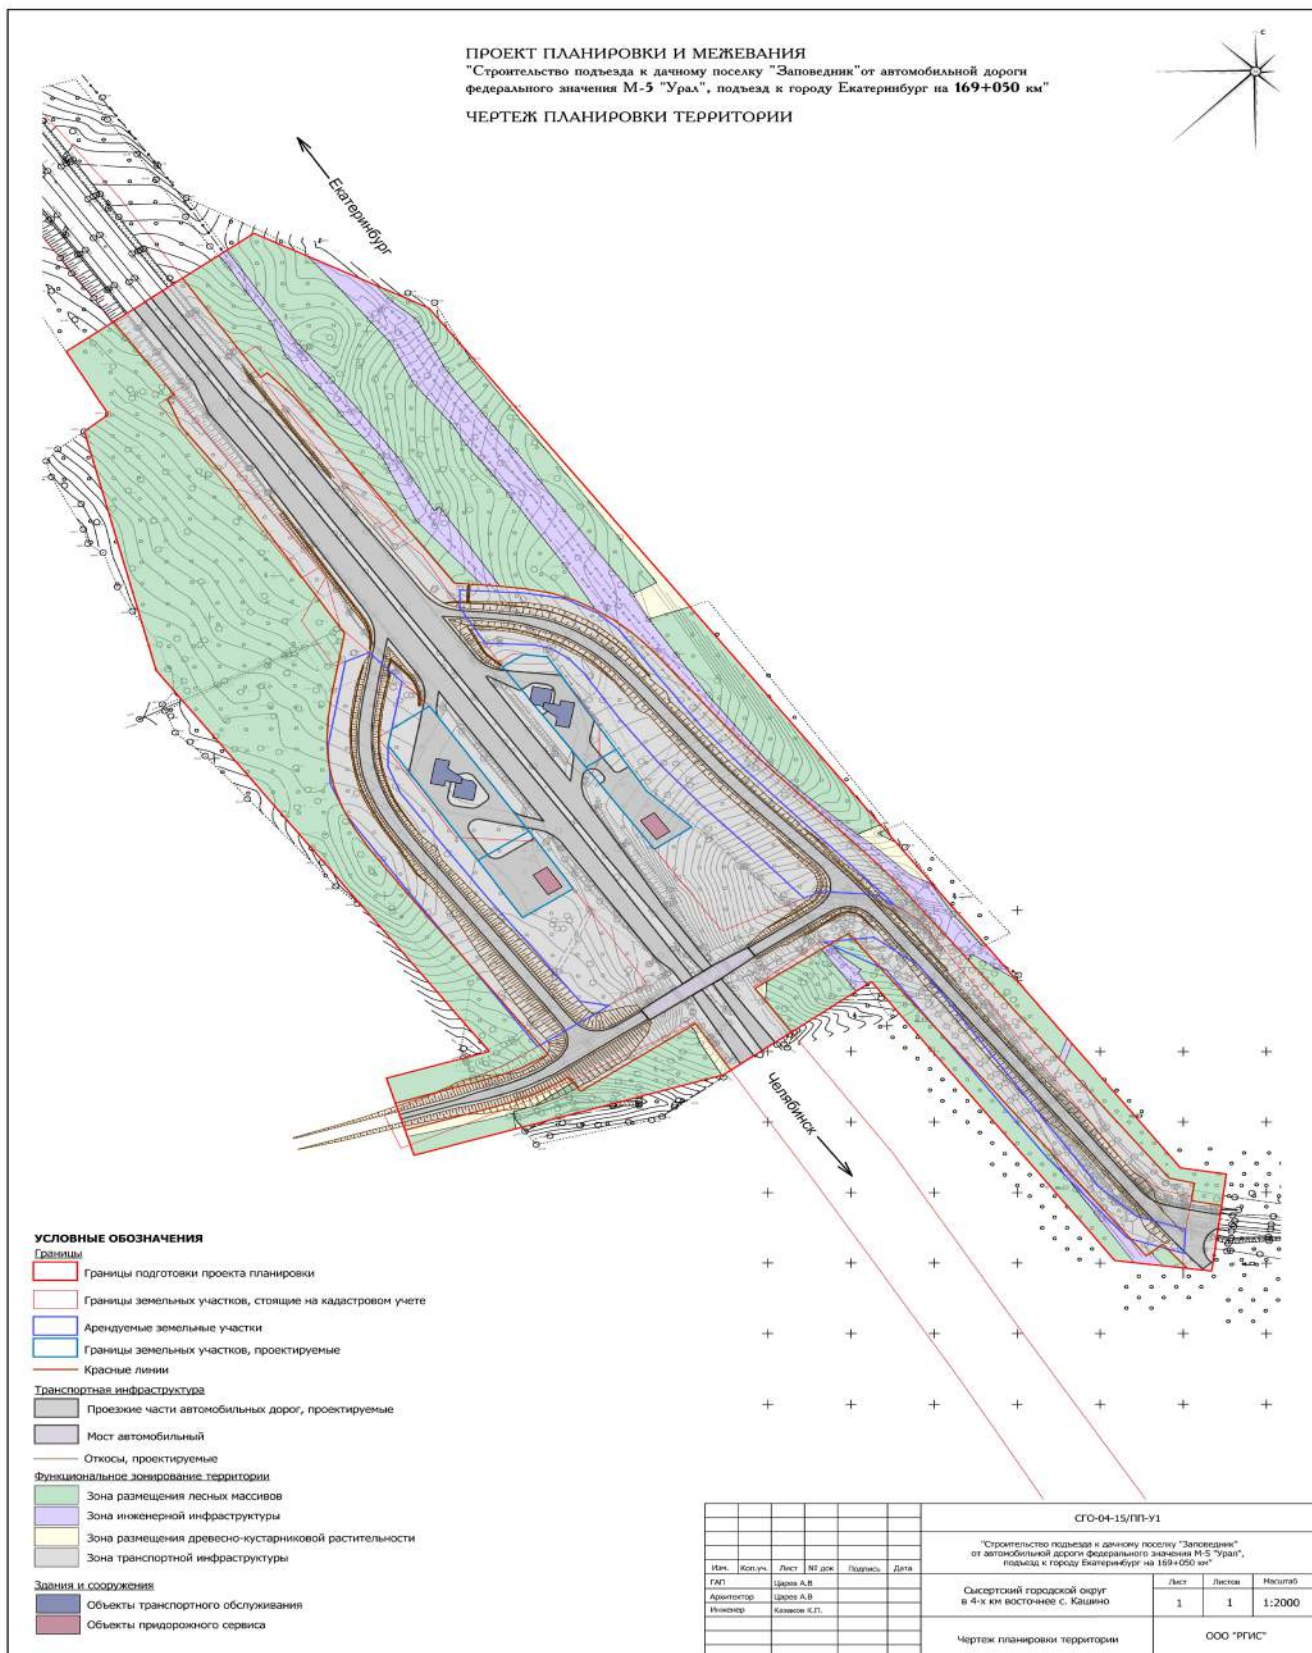 С
ПРОЕКТ ПЛАНИРОВКИ И МЕЖЕВАНИЯ
"Строительство подъезда к дачному поселку "Заповедник"от автомобильной дороги
федерального значения М-5 "Урал", подъезд к городу Екатеринбург на 169+050 км"
ЧЕРТЕЖ ПЛАНИРОВКИ ТЕРРИТОРИИ
Екатеринбург
Челябинск
УСЛОВНЫЕ ОБОЗНАЧЕНИЯ
Границы
Границы подготовки проекта планировки
Границы земельных участков, стоящие на кадастровом учете
Арендуемые земельные участки
Границы земельных участков, проектируемые
Красные линии
Транспортная инфраструктура
Проезжие части автомобильных дорог, проектируемые
Мост автомобильный
Откосы, проектируемые
Функциональное зонирование территории
Зона размещения лесных массивов
Зона инженерной инфраструктуры
Зона размещения древесно-кустарниковой растительности
Зона транспортной инфраструктуры
Здания и сооружения
Объекты транспортного обслуживания
Объекты придорожного сервиса
СГО-04-15/ПП-У1
"Строительство подъезда к дачному поселку "Заповедник"
от автомобильной дороги федерального значения М-5 "Урал",
подъезд к городу Екатеринбург на 169+050 км"
Изм. Кол.уч. Лист № док Подпись Дата
ГАП Царев А.В
Архитектор Царев А.В
Инженер Казаков К.П.
Сысертский городской округ
в 4-х км восточнее с. Кашино
Лист Листов Масштаб
1 1 1:2000
Чертеж планировки территории
ООО "РГИС"